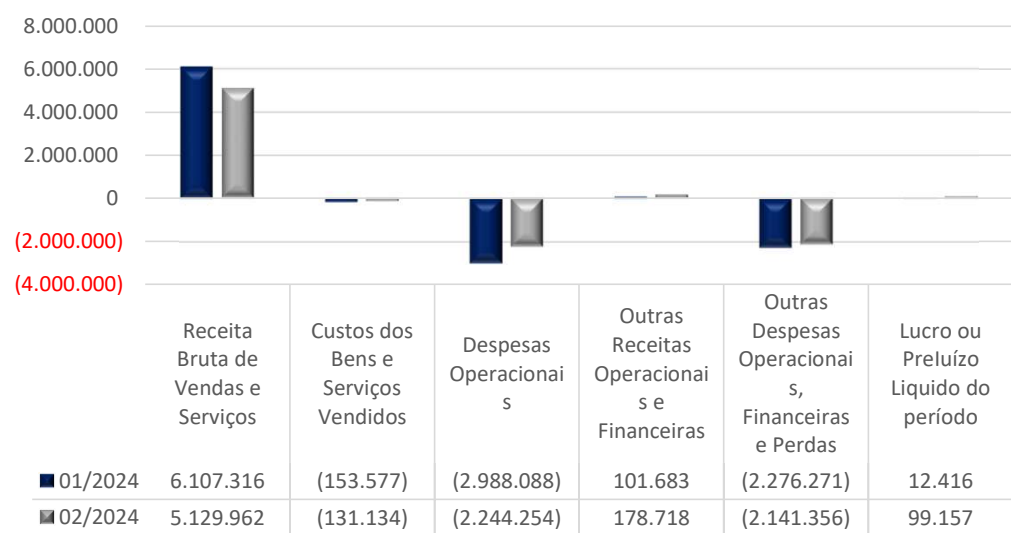 8.000.000
6.000.000
4.000.000
2.000.000
0
(2.000.000)
(4.000.000)
Receita
Bruta de
Vendas e
Serviços
Custos dos
Bens e
Serviços
Vendidos
Despesas
Operacionai
s
Outras
Receitas
Operacionai
s e
Financeiras
Outras
Despesas
Operacionai
s,
Financeiras
e Perdas
Lucro ou
PreIuízo
Liquido do
período
01/2024 6.107.316 (153.577) (2.988.088) 101.683 (2.276.271) 12.416
02/2024 5.129.962 (131.134) (2.244.254) 178.718 (2.141.356) 99.157